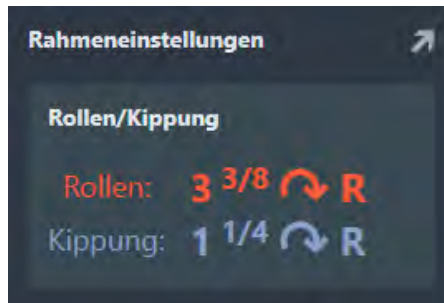 Rahmeneinstellungen
Rollen/Kippung
Rollen: 3 3/8 R
Kippung: 1 1/4 R